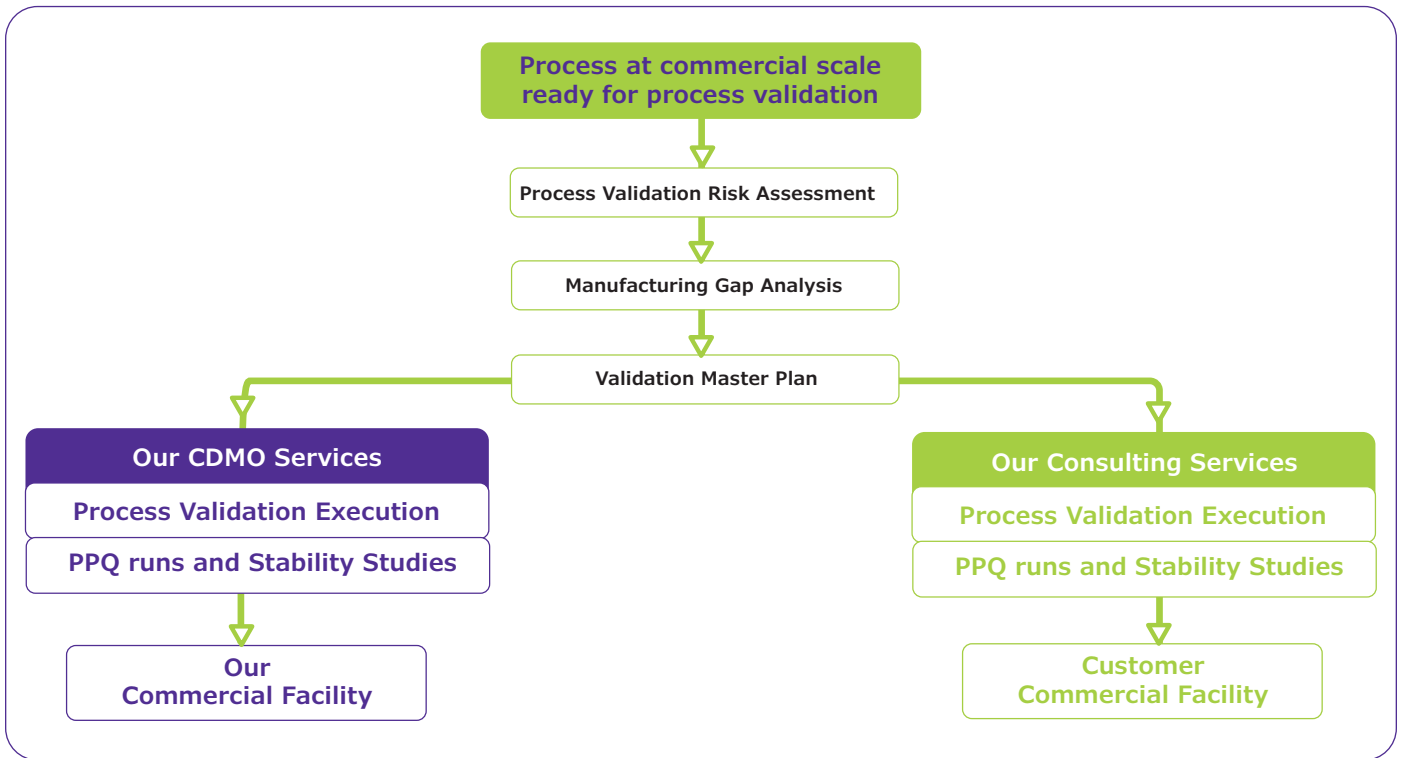 Process at commercial scale
ready for process validation
Process Validation Risk Assessment
Manufacturing Gap Analysis
Validation Master Plan
Our CDMO Services
Process Validation Execution
PPQ runs and Stability Studies
Our
Commercial Facility
Our Consulting Services
Process Validation Execution
PPQ runs and Stability Studies
Customer
Commercial Facility